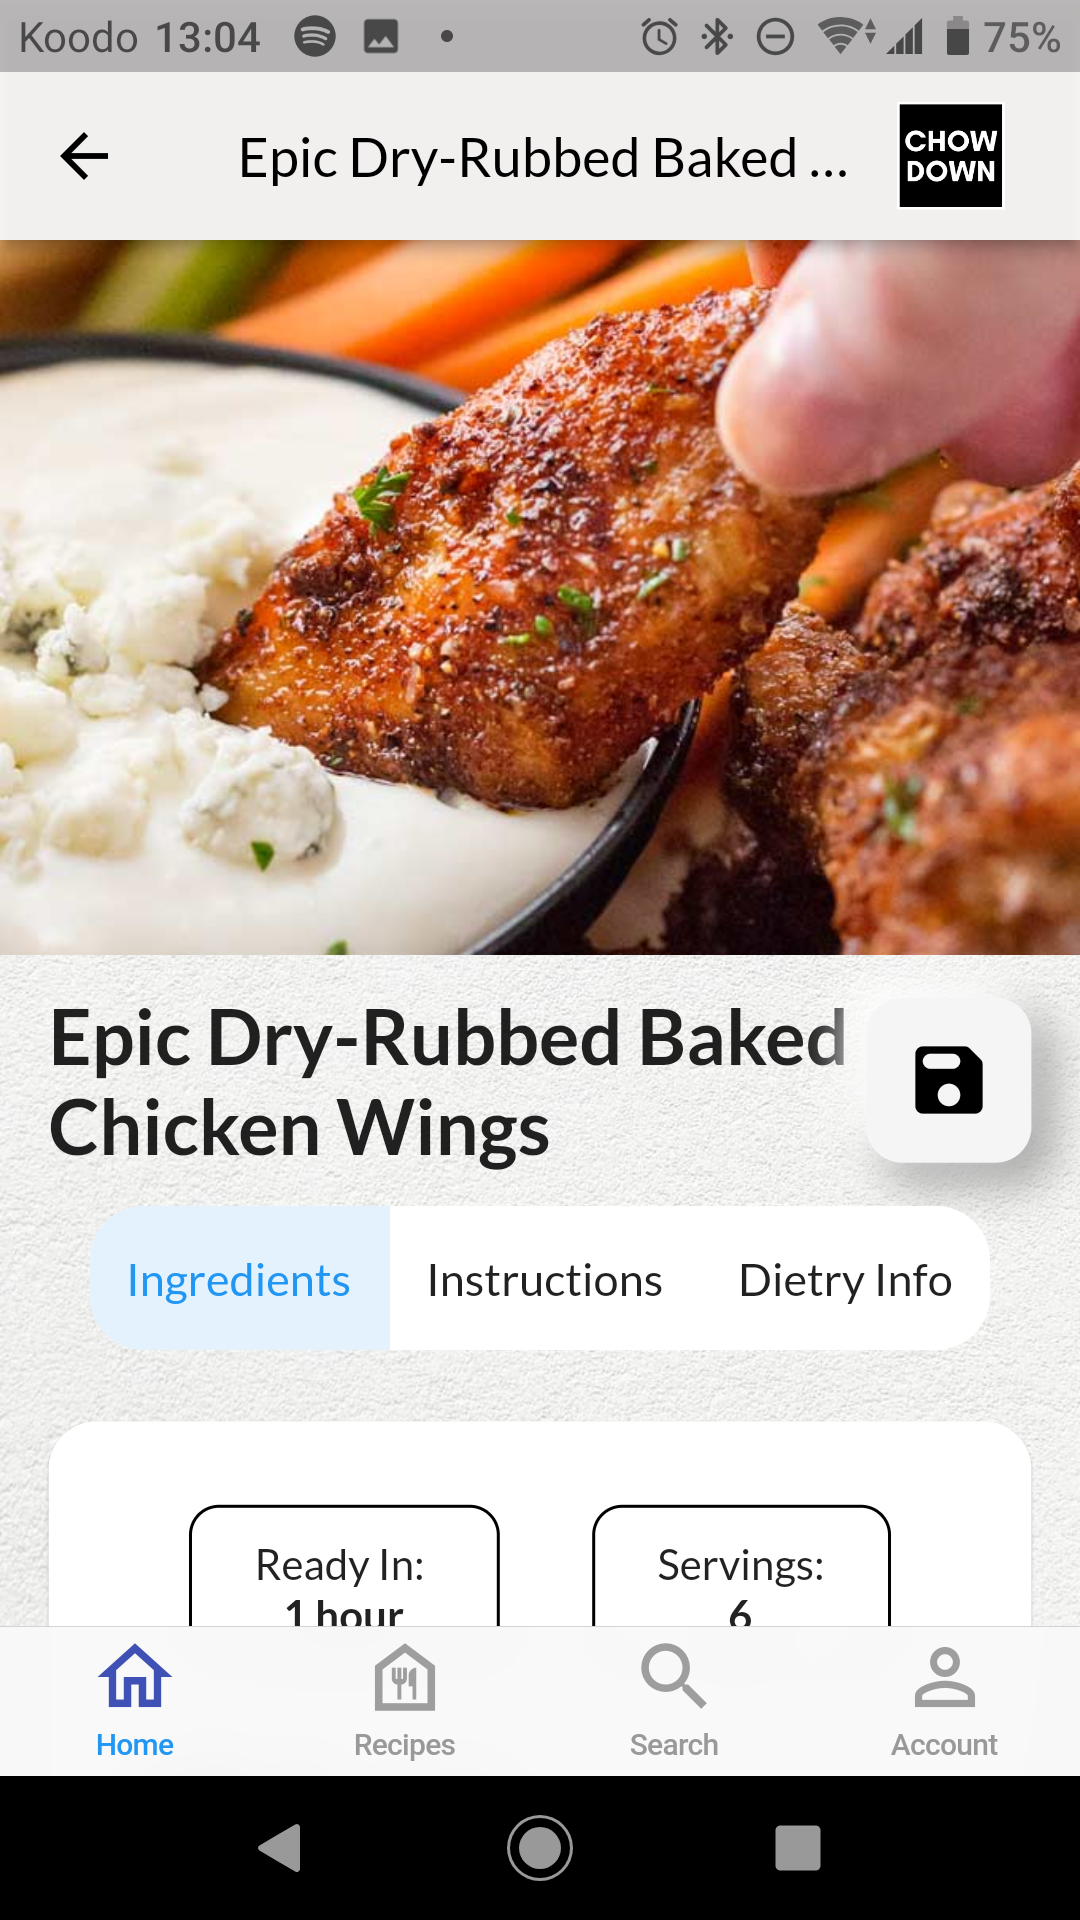 Koodo 13:04 75%
Epic Dry-Rubbed Baked ...
CHOW
DOWN
Epic Dry-Rubbed Baked
Chicken Wings
Ingredients Instructions Dietry Info
Ready In: Servings:
1 hour 6
Home Recipes Search Account